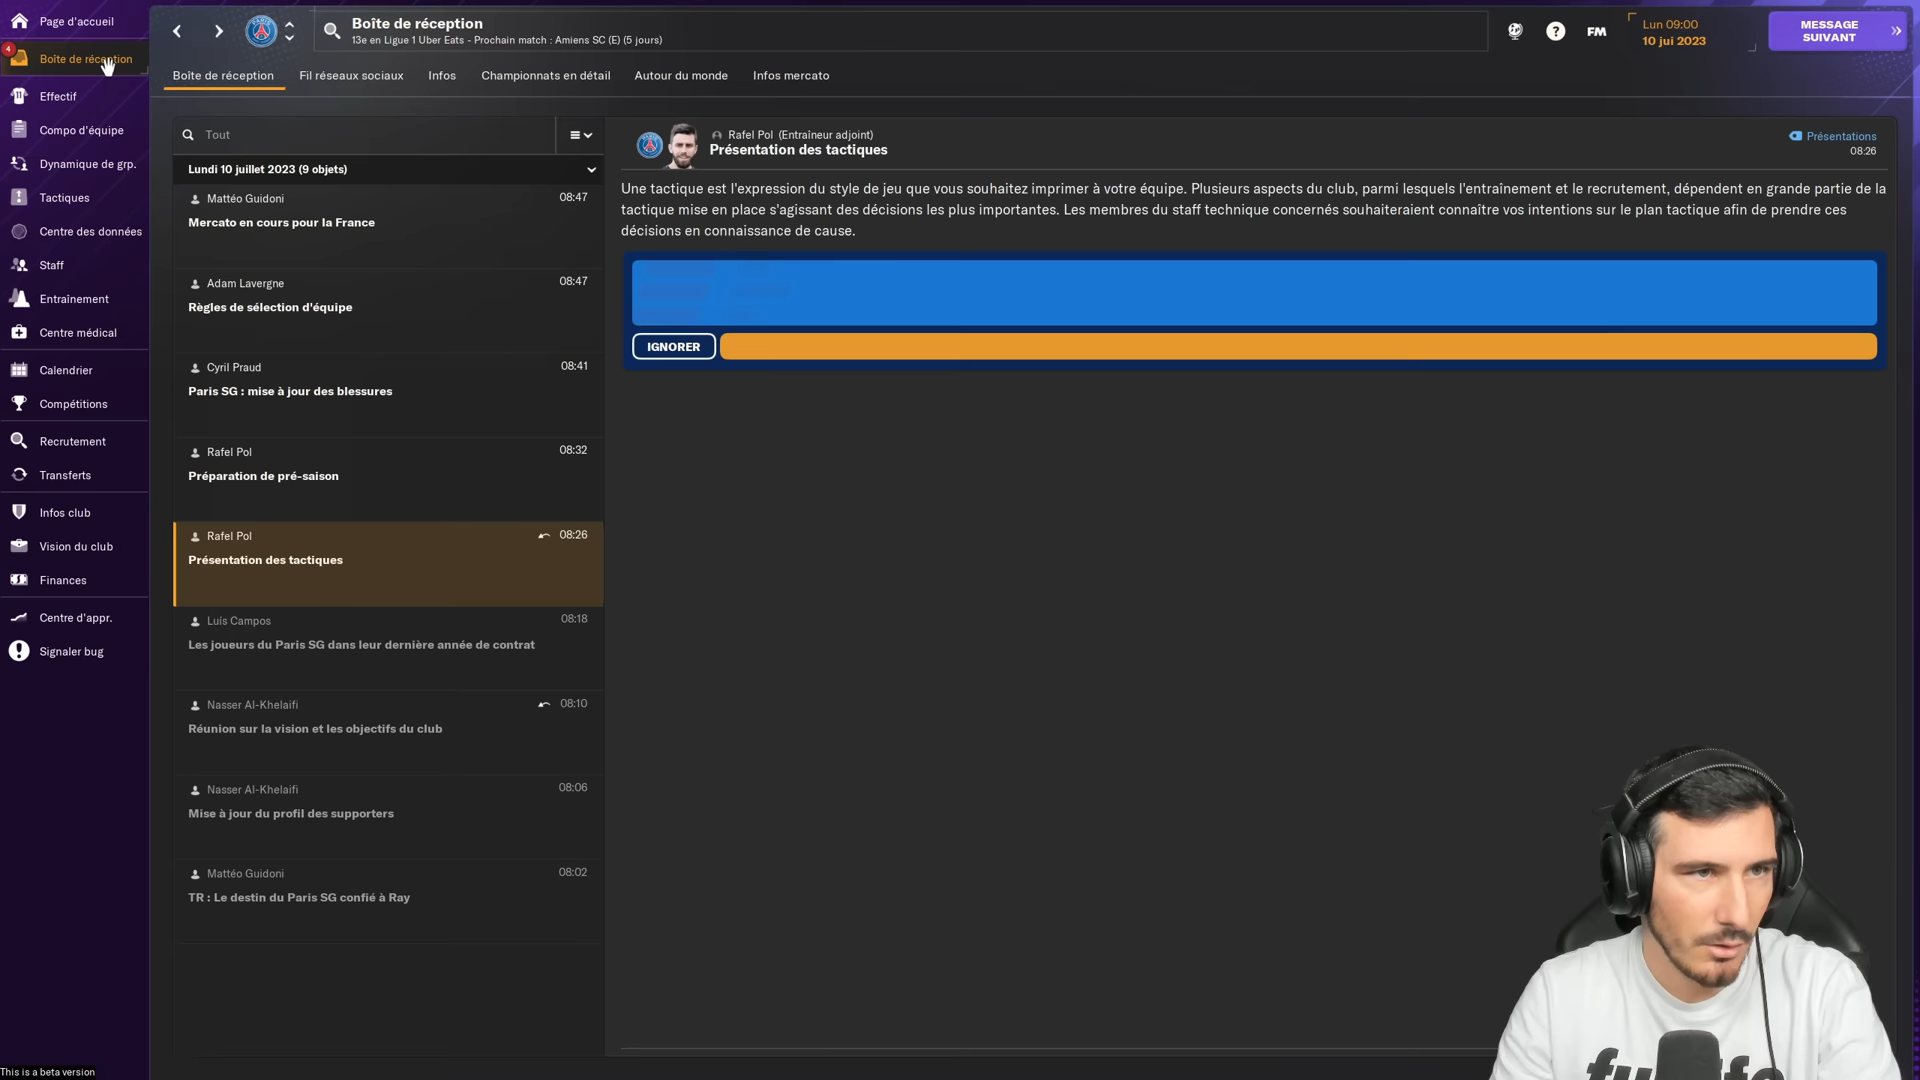 Page d'accueil
4
Boîte de réception
Effectif
Compo d'équipe
Dynamique de grp.
Tactiques
Centre des données
Staff
Entraînement
Centre médical
Calendrier
Compétitions
Recrutement
Transferts
Infos club
Vision du club
Finances
Centre d'appr.
Signaler bug
This is a beta version
Boîte de réception
13e en Ligue 1 Uber Eats - Prochain match : Amiens SC (E) (5 jours)
FM
Lun 09:00
10 jui 2023
MESSAGE
SUIVANT
Boîte de réception
Fil réseaux sociaux
Infos
Championnats en détail
Autour du monde
Infos mercato
Tout
Lundi 10 juillet 2023 (9 objets)
Mattéo Guidoni 08:47
Mercato en cours pour la France
Adam Lavergne 08:47
Règles de sélection d'équipe
Cyril Praud 08:41
Paris SG : mise à jour des blessures
Rafel Pol 08:32
Préparation de pré-saison
Rafel Pol 08:26
Présentation des tactiques
Luís Campos 08:18
Les joueurs du Paris SG dans leur dernière année de contrat
Nasser Al-Khelaïfi 08:10
Réunion sur la vision et les objectifs du club
Nasser Al-Khelaïfi 08:06
Mise à jour du profil des supporters
Mattéo Guidoni 08:02
TR : Le destin du Paris SG confié à Ray
Rafel Pol (Entraîneur adjoint)
Présentation des tactiques
Présentations
08:26
Une tactique est l'expression du style de jeu que vous souhaitez imprimer à votre équipe. Plusieurs aspects du club, parmi lesquels l'entraînement et le recrutement, dépendent en grande partie de la
tactique mise en place s'agissant des décisions les plus importantes. Les membres du staff technique concernés souhaiteraient connaître vos intentions sur le plan tactique afin de prendre ces
décisions en connaissance de cause.
IGNORER